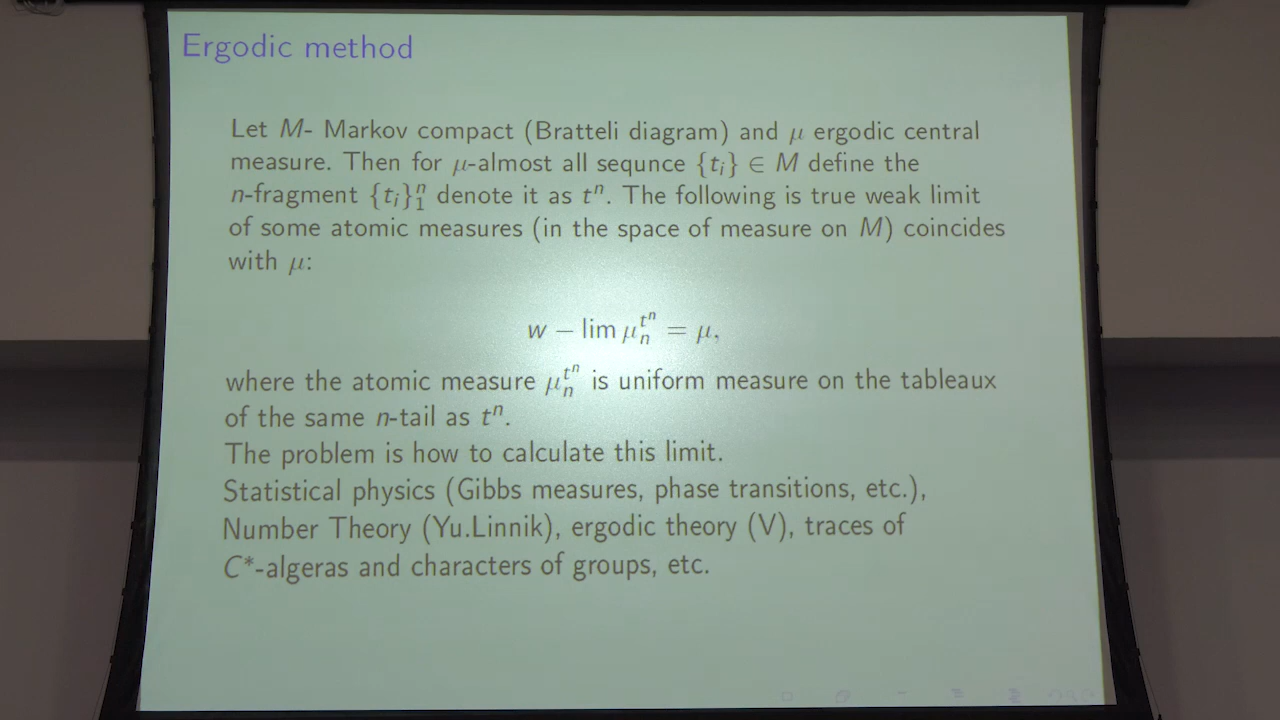 Ergodic method
Let M- Markov compact (Bratteli diagram) and μ ergodic central
measure. Then for μ-almost all sequnce {t_i} ∈ M define the
n-fragment {t_i}_1^n denote it as t^n. The following is true weak limit
of some atomic measures (in the space of measure on M) coincides
with μ:
w − lim μ_n^{t^n} = μ,
where the atomic measure μ_n^{t^n} is uniform measure on the tableaux
of the same n-tail as t^n.
The problem is how to calculate this limit.
Statistical physics (Gibbs measures, phase transitions, etc.),
Number Theory (Yu.Linnik), ergodic theory (V), traces of
C*-algeras and characters of groups, etc.